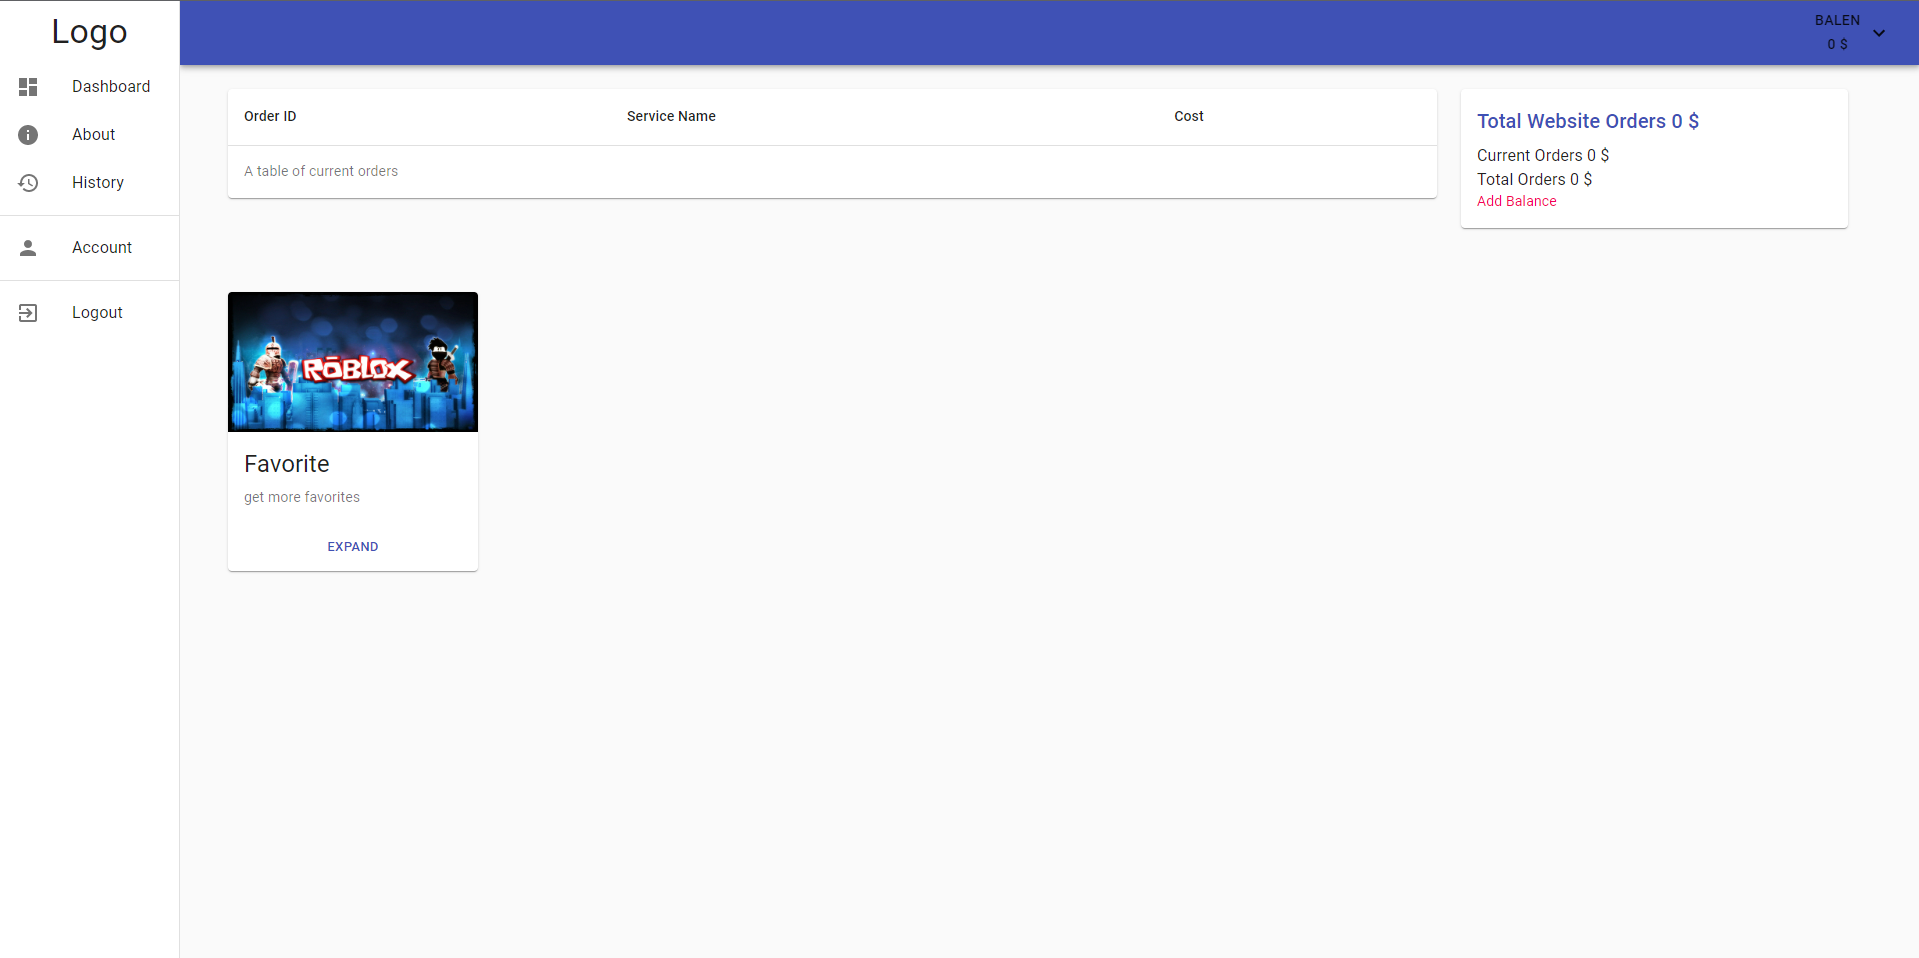 Logo
Dashboard
About
History
Account
Logout
BALEN
0 $
Order ID Service Name Cost
A table of current orders
Total Website Orders 0 $
Current Orders 0 $
Total Orders 0 $
Add Balance
ROBLOX
Favorite
get more favorites
EXPAND